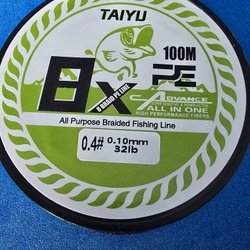 TAIYU
100M
8X PE
8 BRAID PE LINE
ADVANCE
ALL IN ONE
HIGH PERFORMANCE FIBERS
All Purpose Braided Fishing Line
0.4# 0.10mm
32lb